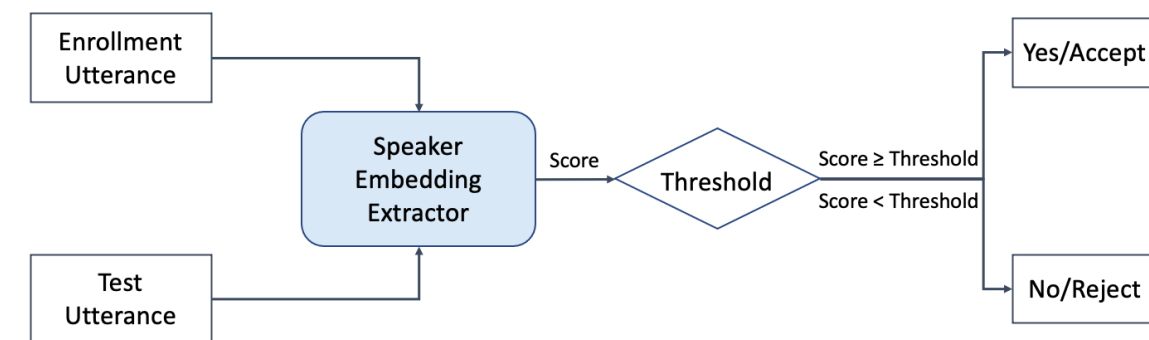 Enrollment
Utterance
Speaker
Embedding
Extractor
Test
Utterance
Score
Threshold
Score ≥ Threshold
Score < Threshold
Yes/Accept
No/Reject